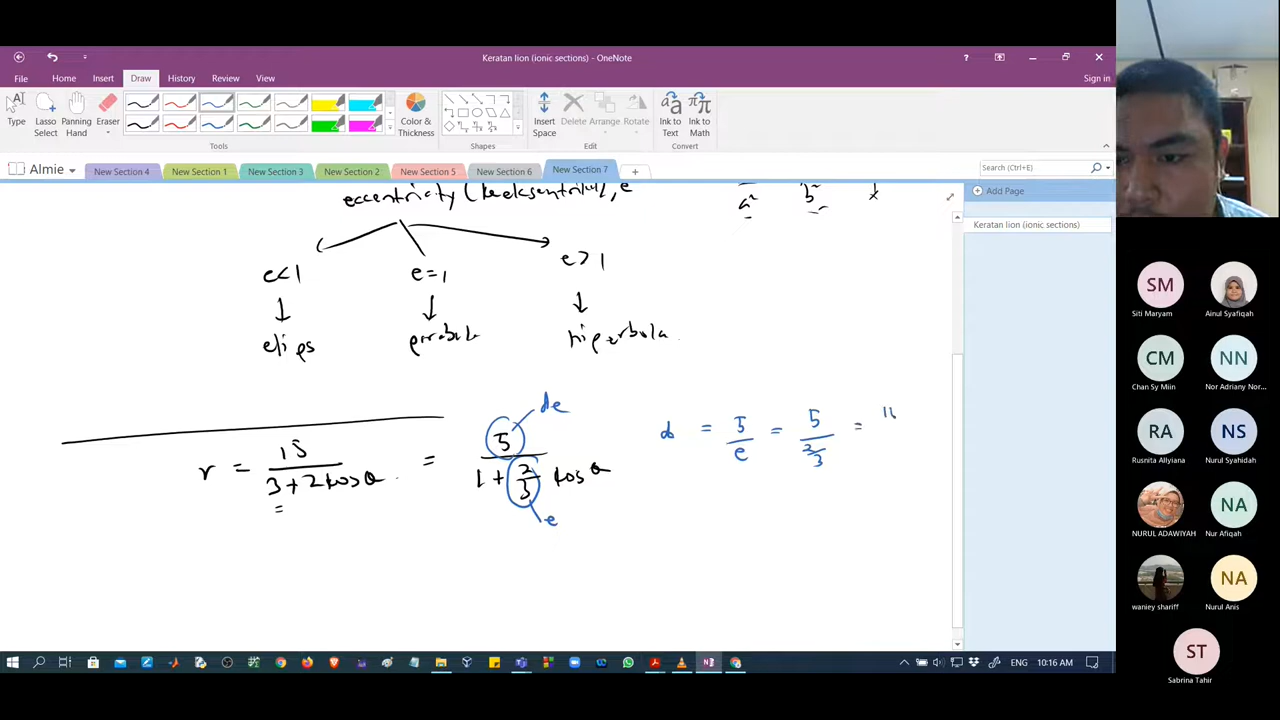 Keratan lion (ionic sections) - OneNote
File Home Insert Draw History Review View Sign in
Type Lasso Select Panning Hand Eraser Color & Thickness Insert Space Delete Arrange Rotate Ink to Text Ink to Math
Tools Shapes Edit Convert
Almie New Section 4 New Section 1 New Section 3 New Section 2 New Section 5 New Section 6 New Section 7 + Search (Ctrl+E)
Add Page
Keratan lion (ionic sections)
eccentricity ( , e
a² b²
e<1 e=1 e>1
elips parabola hiperbola
r = 15 / 3+2 kos θ = 5 / 1 + 2/3 kos θ
de
e
d = 5/e = 5 / 2/3 =
SM
Siti Maryam Ainul Syafiqah
CM NN
Chan Sy Miin Nor Adriany Nor...
RA NS
Rusnita Allyiana Nurul Syahidah
NA
NURUL ADAWIYAH Nur Afiqah
NA
waniey shariff Nurul Anis
ST
Sabrina Tahir
ENG 10:16 AM